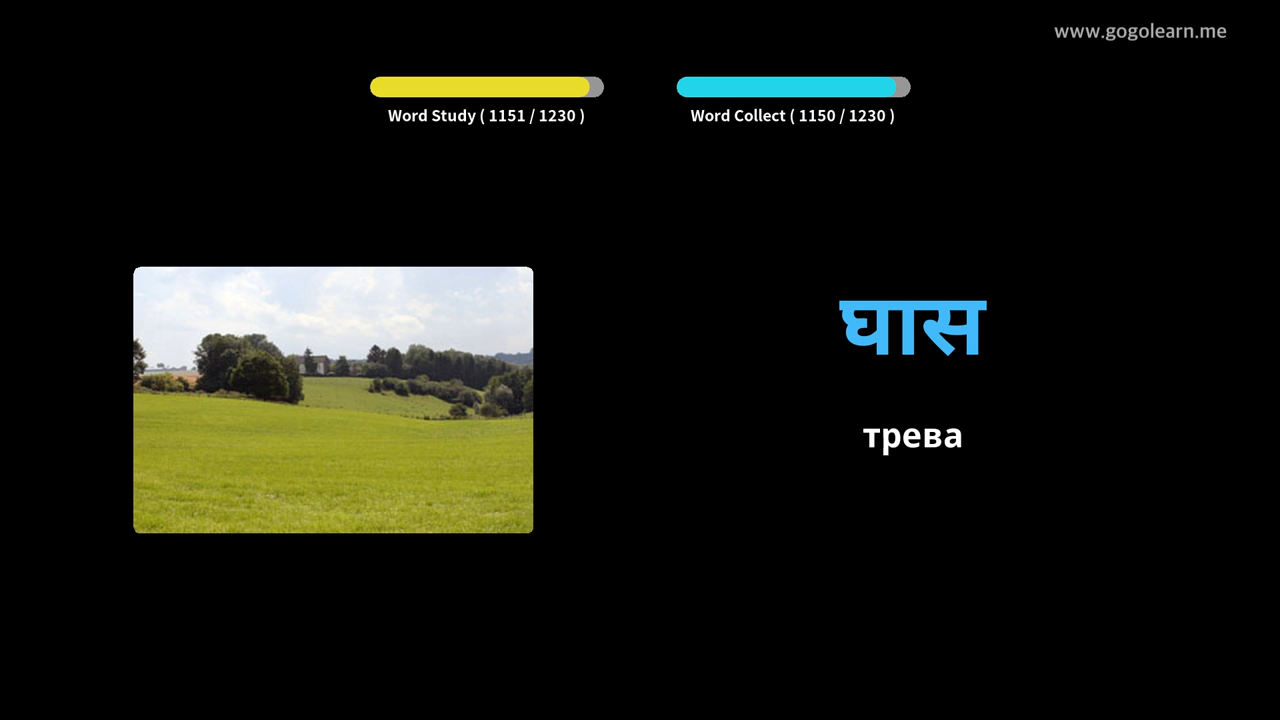 www.gogolearn.me
Word Study ( 1151 / 1230 )
Word Collect ( 1150 / 1230 )
घास
трева